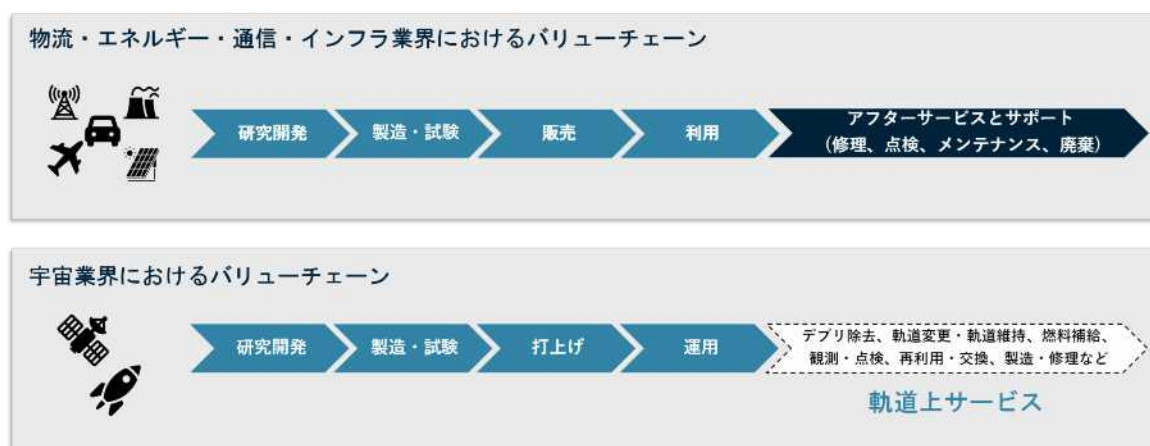 物流・エネルギー・通信・インフラ業界におけるバリューチェーン
研究開発
製造・試験
販売
利用
アフターサービスとサポート
(修理、点検、メンテナンス、廃棄)
宇宙業界におけるバリューチェーン
研究開発
製造・試験
打上げ
運用
デブリ除去、軌道変更・軌道維持、燃料補給、
観測・点検、再利用・交換、製造・修理など
軌道上サービス